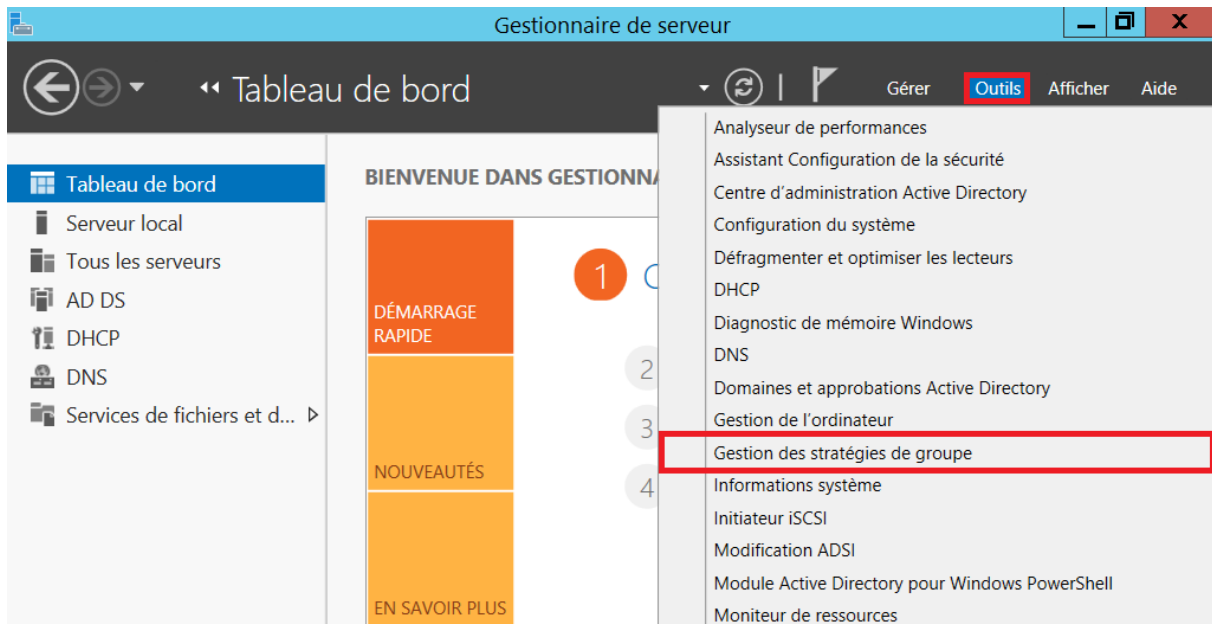 Gestionnaire de serveur
Tableau de bord
Gérer
Outils
Afficher
Aide
Tableau de bord
Serveur local
Tous les serveurs
AD DS
DHCP
DNS
Services de fichiers et d...
BIENVENUE DANS GESTIONNA
DÉMARRAGE
RAPIDE
NOUVEAUTÉS
EN SAVOIR PLUS
1
2
3
4
Analyseur de performances
Assistant Configuration de la sécurité
Centre d'administration Active Directory
Configuration du système
Défragmenter et optimiser les lecteurs
DHCP
Diagnostic de mémoire Windows
DNS
Domaines et approbations Active Directory
Gestion de l'ordinateur
Gestion des stratégies de groupe
Informations système
Initiateur iSCSI
Modification ADSI
Module Active Directory pour Windows PowerShell
Moniteur de ressources